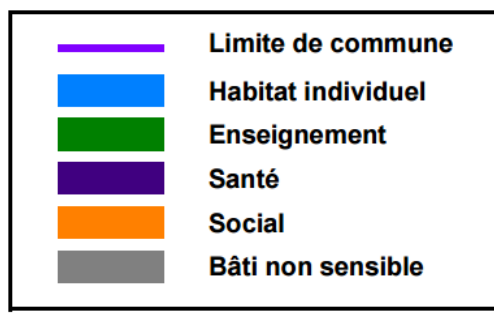 Limite de commune
Habitat individuel
Enseignement
Santé
Social
Bâti non sensible